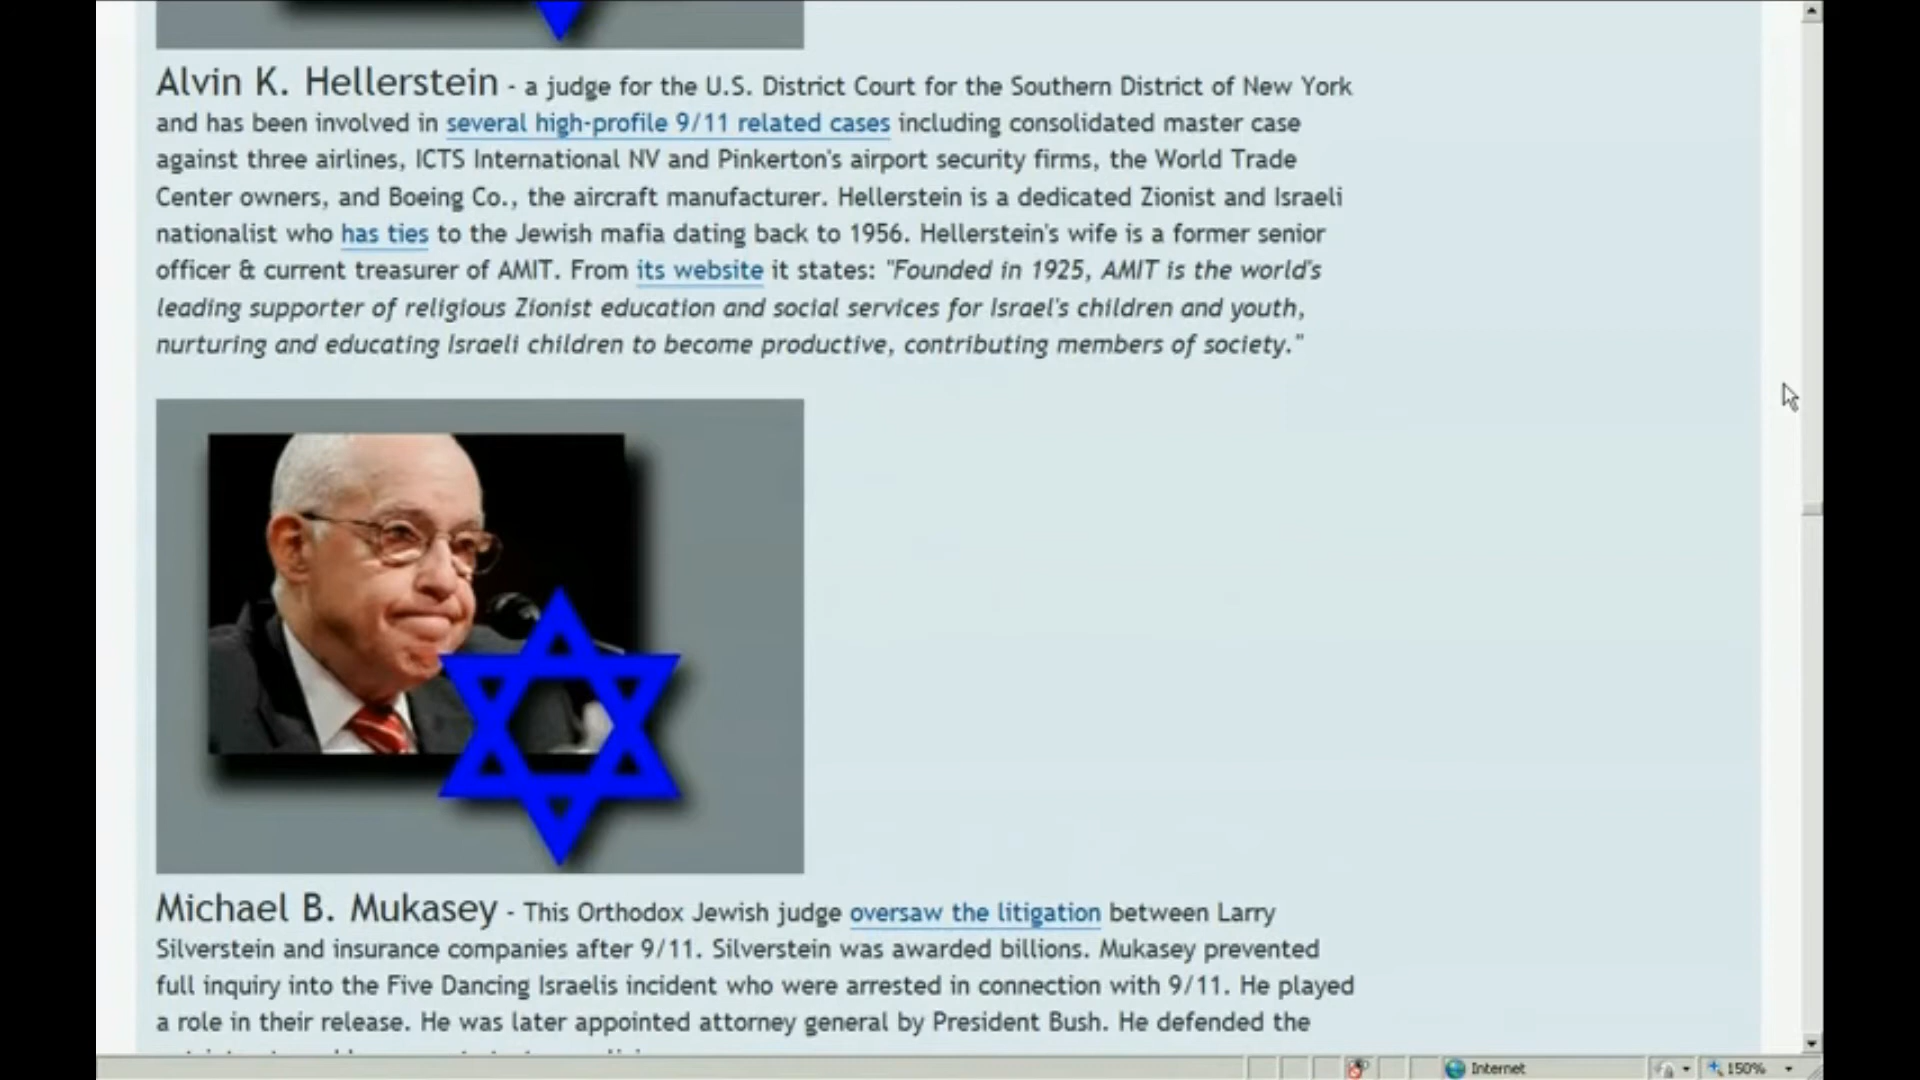 Alvin K. Hellerstein - a judge for the U.S. District Court for the Southern District of New York
and has been involved in several high-profile 9/11 related cases including consolidated master case
against three airlines, ICTS International NV and Pinkerton's airport security firms, the World Trade
Center owners, and Boeing Co., the aircraft manufacturer. Hellerstein is a dedicated Zionist and Israeli
nationalist who has ties to the Jewish mafia dating back to 1956. Hellerstein's wife is a former senior
officer & current treasurer of AMIT. From its website it states: "Founded in 1925, AMIT is the world's
leading supporter of religious Zionist education and social services for Israel's children and youth,
nurturing and educating Israeli children to become productive, contributing members of society."
Michael B. Mukasey - This Orthodox Jewish judge oversaw the litigation between Larry
Silverstein and insurance companies after 9/11. Silverstein was awarded billions. Mukasey prevented
full inquiry into the Five Dancing Israelis incident who were arrested in connection with 9/11. He played
a role in their release. He was later appointed attorney general by President Bush. He defended the
Internet
150%